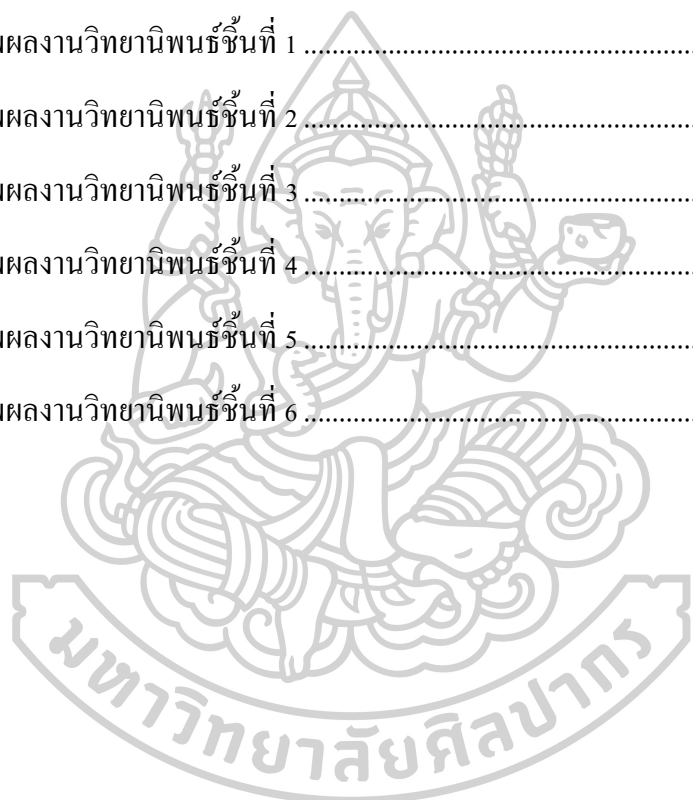 ผลงานวิทยานิพนธ์ชิ้นที่ 1 ................................................................
ผลงานวิทยานิพนธ์ชิ้นที่ 2 ................................................................
ผลงานวิทยานิพนธ์ชิ้นที่ 3 ................................................................
ผลงานวิทยานิพนธ์ชิ้นที่ 4 ................................................................
ผลงานวิทยานิพนธ์ชิ้นที่ 5 ................................................................
ผลงานวิทยานิพนธ์ชิ้นที่ 6 ................................................................
มหาวิทยาลัยศิลปากร